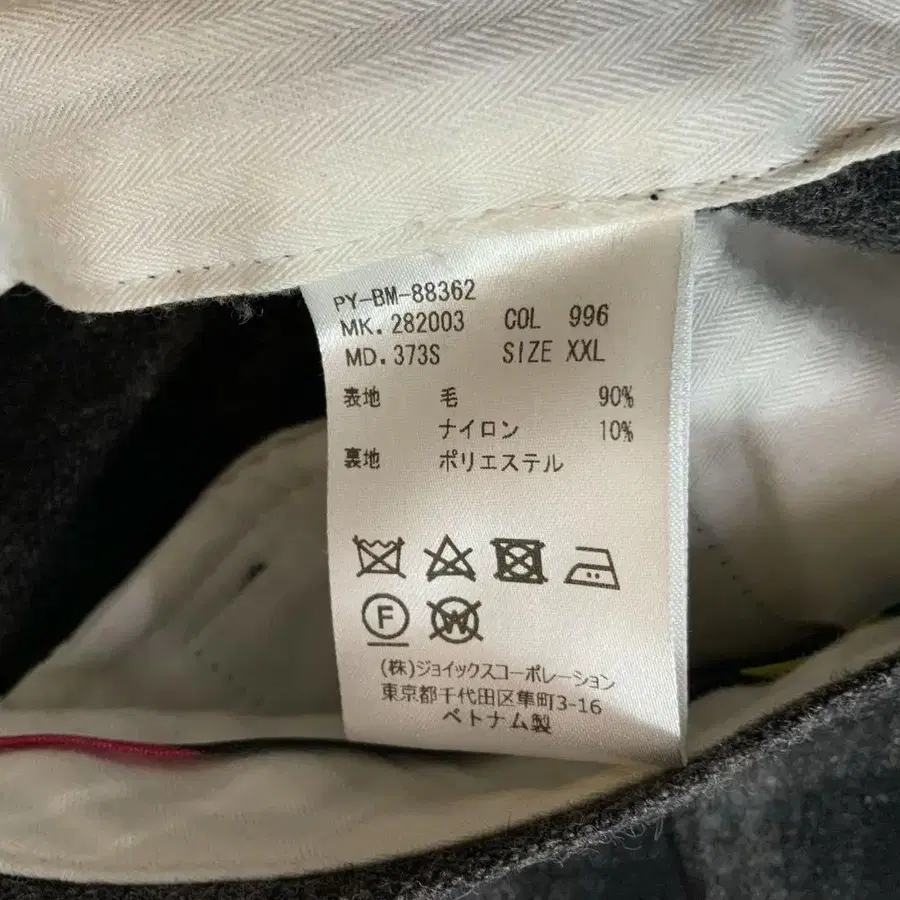 PY-BM-88362
MK. 282003 COL 996
MD. 373S SIZE XXL
表地 毛 90%
ナイロン 10%
裏地 ポリエステル
F W
(株)ジョイックスコーポレーション
東京都千代田区隼町3-16
ベトナム製